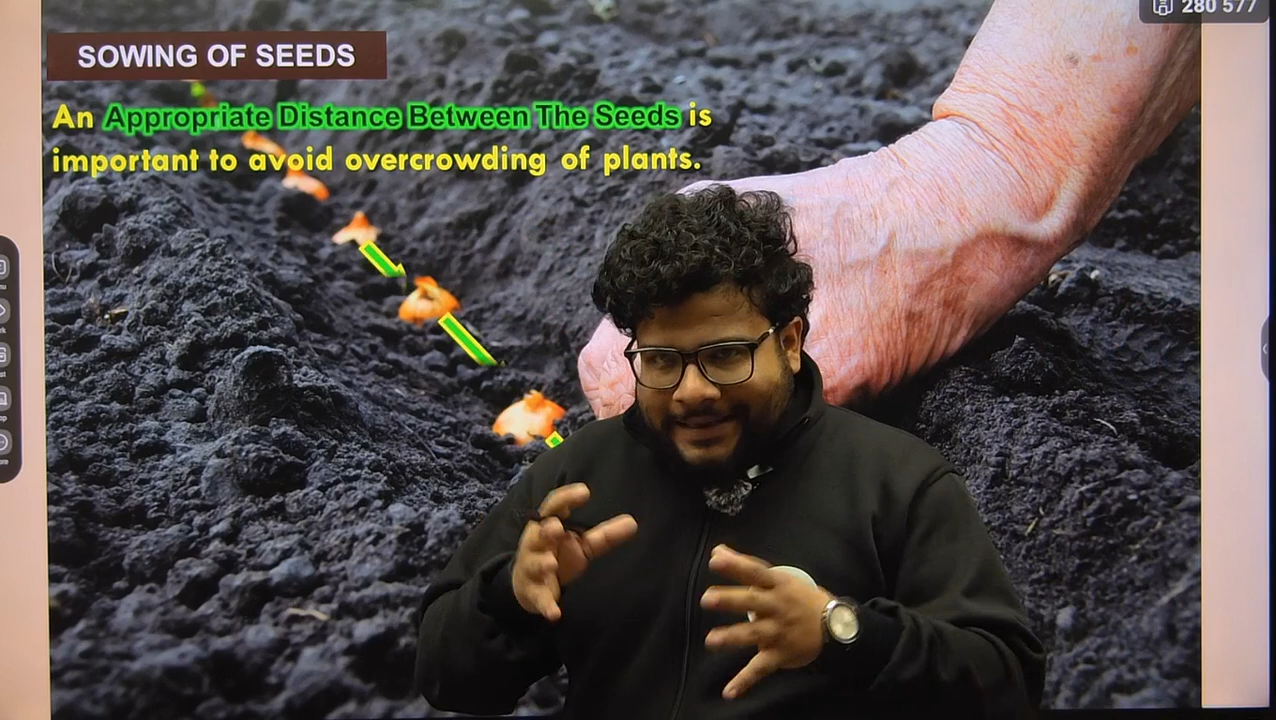 280 577
SOWING OF SEEDS
An Appropriate Distance Between The Seeds is
important to avoid overcrowding of plants.